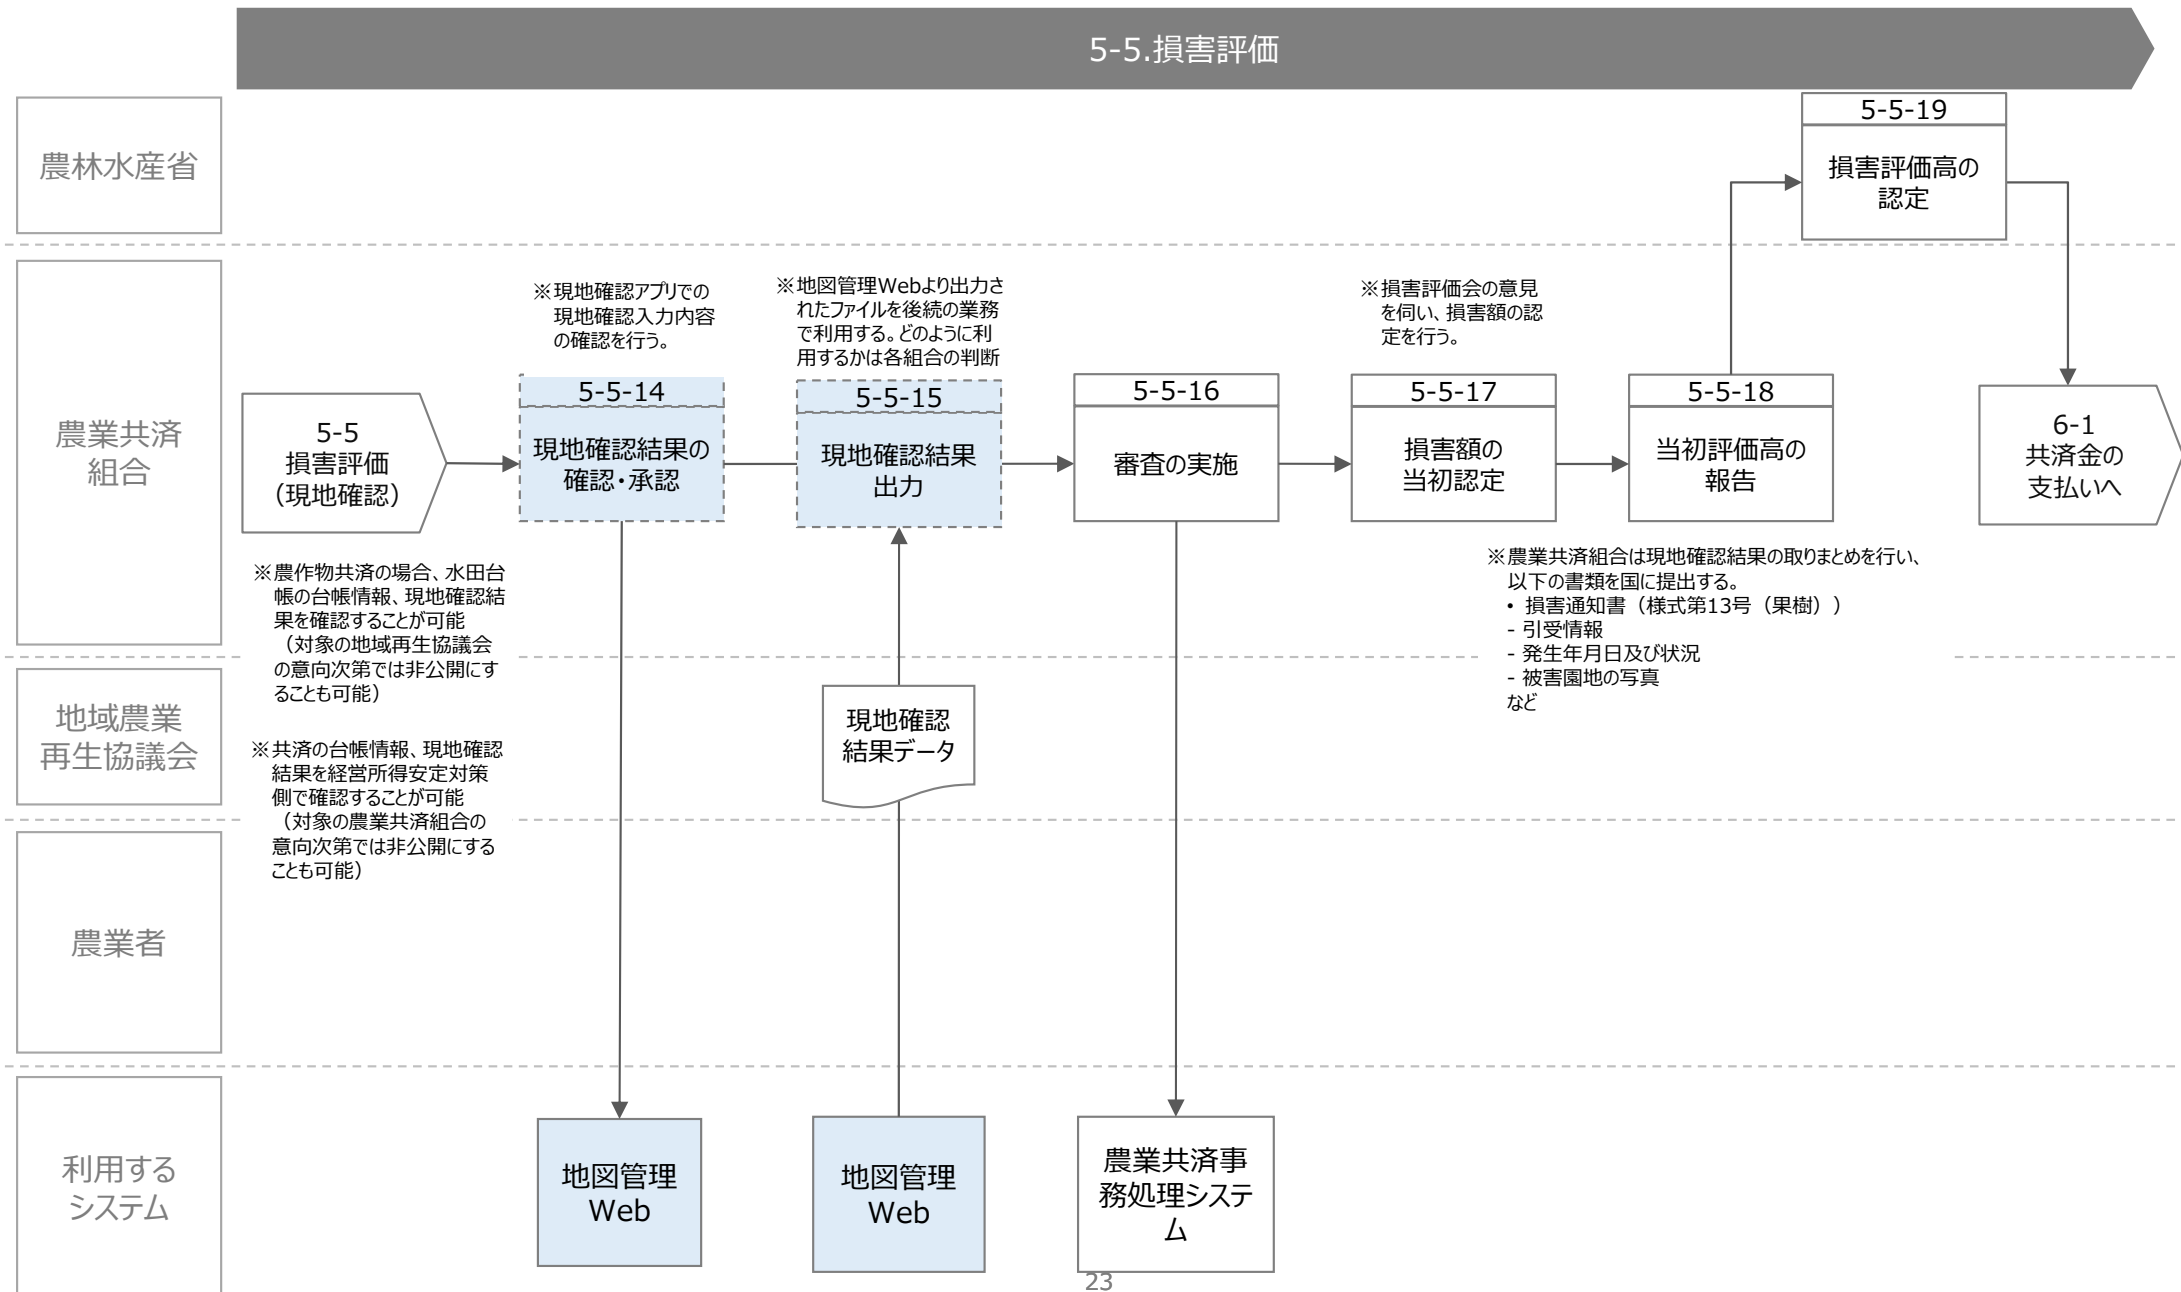 5-5.損害評価
農林水産省
5-5-19
損害評価高の
認定
農業共済
組合
※現地確認アプリでの
現地確認入力内容
の確認を行う。
※地図管理Webより出力さ
れたファイルを後続の業務
で利用する。どのように利
用するかは各組合の判断
※損害評価会の意見
を伺い、損害額の認
定を行う。
5-5
損害評価
（現地確認）
5-5-14
現地確認結果の
確認・承認
5-5-15
現地確認結果
出力
5-5-16
審査の実施
5-5-17
損害額の
当初認定
5-5-18
当初評価高の
報告
6-1
共済金の
支払いへ
※農作物共済の場合、水田台
帳の台帳情報、現地確認結
果を確認することが可能
（対象の地域再生協議会
の意向次第では非公開にす
ることも可能）
※農業共済組合は現地確認結果の取りまとめを行い、
以下の書類を国に提出する。
• 損害通知書（様式第13号（果樹））
- 引受情報
- 発生年月日及び状況
- 被害園地の写真
など
地域農業
再生協議会
※共済の台帳情報、現地確認
結果を経営所得安定対策
側で確認することが可能
（対象の農業共済組合の
意向次第では非公開にする
ことも可能）
現地確認
結果データ
農業者
利用する
システム
地図管理
Web
地図管理
Web
農業共済事
務処理システ
ム
23